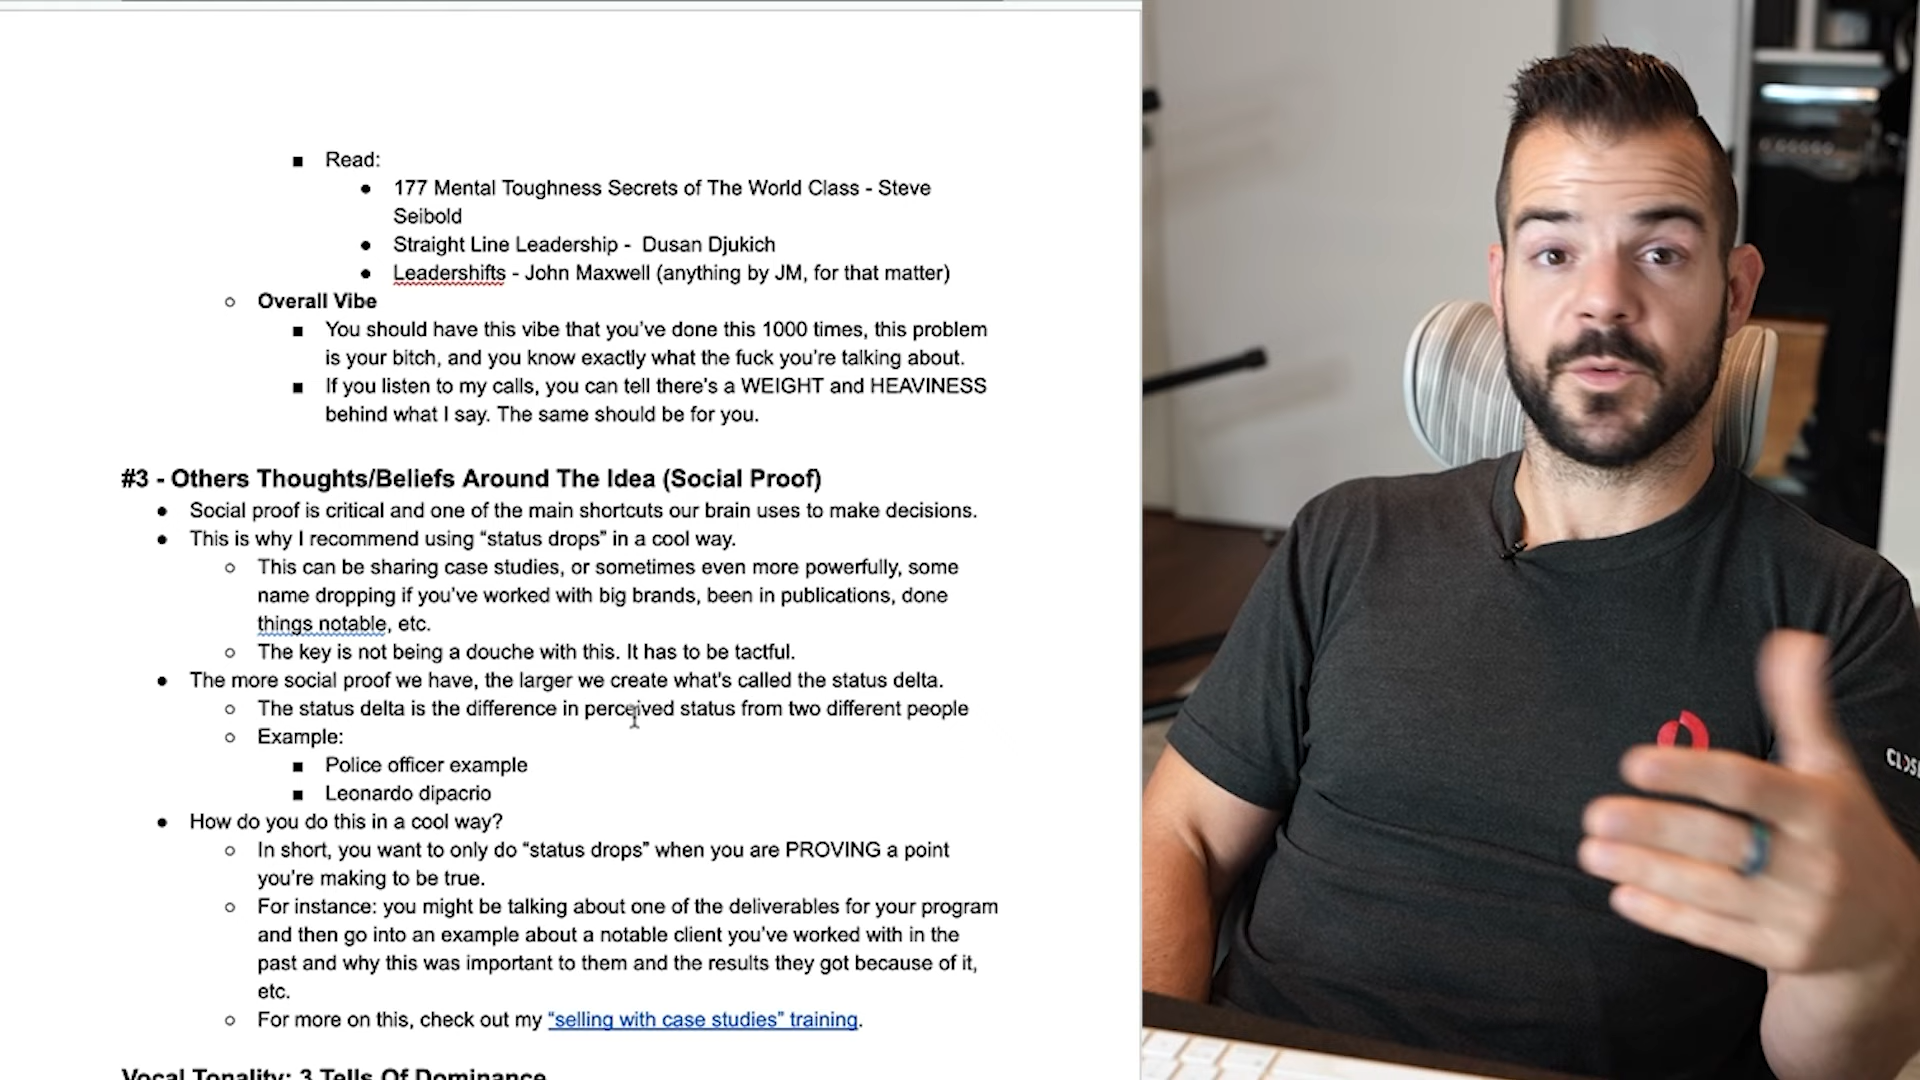 Read:
177 Mental Toughness Secrets of The World Class - Steve
Seibold
Straight Line Leadership -  Dusan Djukich
Leadershifts - John Maxwell (anything by JM, for that matter)
Overall Vibe
You should have this vibe that you've done this 1000 times, this problem
is your bitch, and you know exactly what the fuck you're talking about.
If you listen to my calls, you can tell there's a WEIGHT and HEAVINESS
behind what I say. The same should be for you.
#3 - Others Thoughts/Beliefs Around The Idea (Social Proof)
Social proof is critical and one of the main shortcuts our brain uses to make decisions.
This is why I recommend using “status drops” in a cool way.
This can be sharing case studies, or sometimes even more powerfully, some
name dropping if you've worked with big brands, been in publications, done
things notable, etc.
The key is not being a douche with this. It has to be tactful.
The more social proof we have, the larger we create what's called the status delta.
The status delta is the difference in perceived status from two different people
Example:
Police officer example
Leonardo dipacrio
How do you do this in a cool way?
In short, you want to only do “status drops” when you are PROVING a point
you're making to be true.
For instance: you might be talking about one of the deliverables for your program
and then go into an example about a notable client you've worked with in the
past and why this was important to them and the results they got because of it,
etc.
For more on this, check out my “selling with case studies” training.
Vocal Tonality: 3 Tells Of Dominance